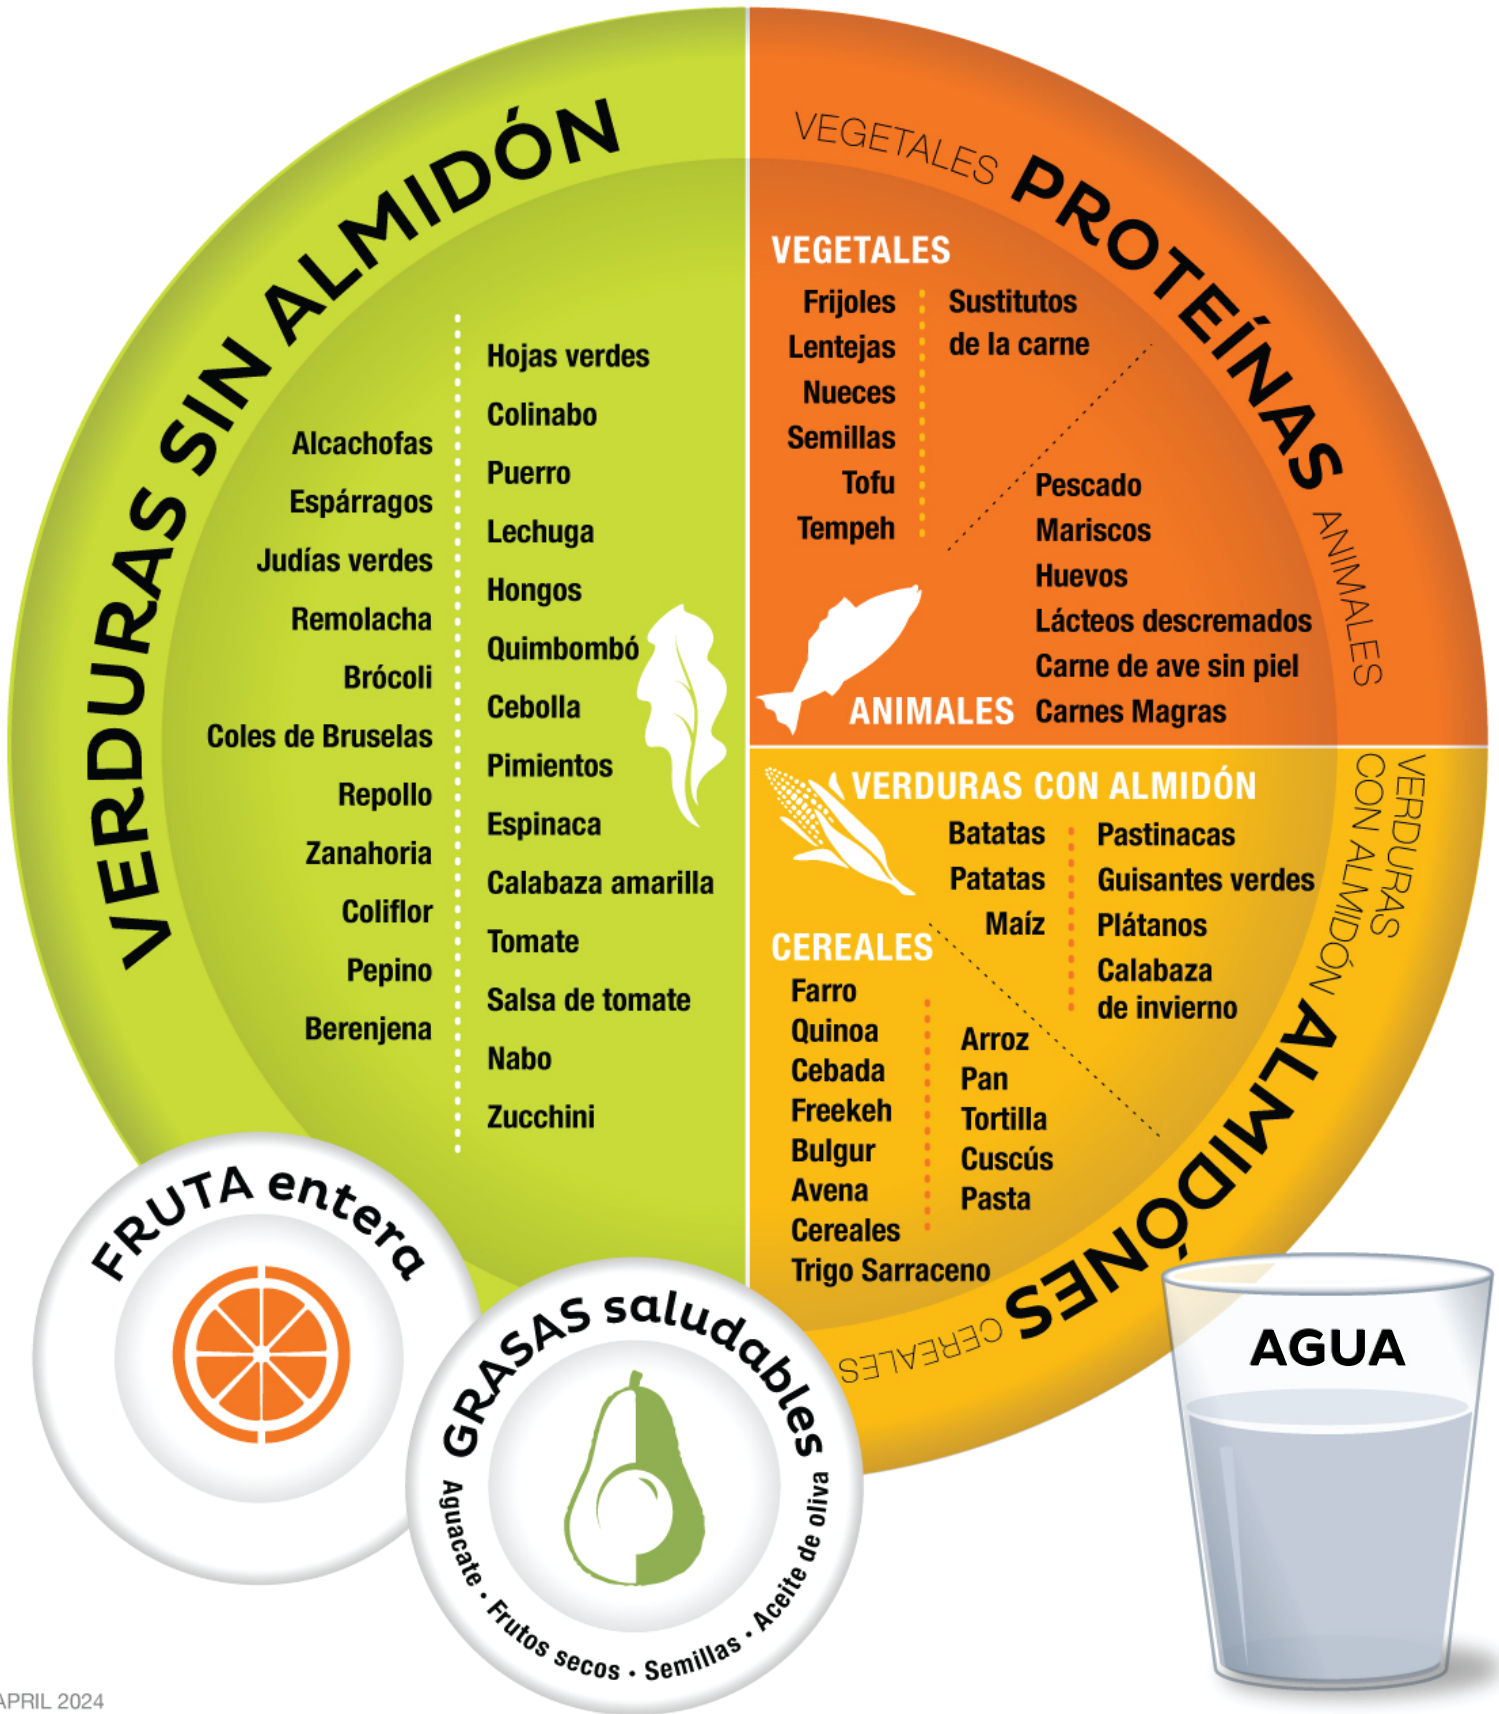 VERDURAS SIN ALMIDÓN
Alcachofas
Espárragos
Judías verdes
Remolacha
Brócoli
Coles de Bruselas
Repollo
Zanahoria
Coliflor
Pepino
Berenjena
Hojas verdes
Colinabo
Puerro
Lechuga
Hongos
Quimbombó
Cebolla
Pimientos
Espinaca
Calabaza amarilla
Tomate
Salsa de tomate
Nabo
Zucchini
VEGETALES PROTEÍNAS ANIMALES
VEGETALES
Frijoles
Lentejas
Nueces
Semillas
Tofu
Tempeh
Sustitutos
de la carne
ANIMALES
Pescado
Mariscos
Huevos
Lácteos descremados
Carne de ave sin piel
Carnes Magras
VERDURAS
CON ALMIDÓN
ALMIDÓNES
CEREALES
VERDURAS CON ALMIDÓN
Batatas
Patatas
Maíz
Pastinacas
Guisantes verdes
Plátanos
Calabaza
de invierno
CEREALES
Farro
Quinoa
Cebada
Freekeh
Bulgur
Avena
Cereales
Trigo Sarraceno
Arroz
Pan
Tortilla
Cuscús
Pasta
FRUTA entera
GRASAS saludables
Aguacate • Frutos secos • Semillas • Aceite de oliva
AGUA
APRIL 2024